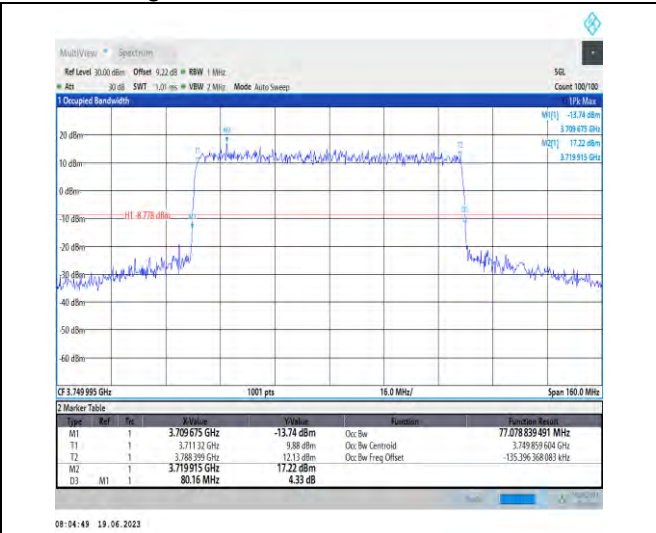 MultiView Spectrum
Ref Level 30.00 dBm Offset 9.22 dB RBW 1 MHz SGL
Att 30 dB SWT 1.01 ms VBW 2 MHz Mode Auto Sweep Count 100/100
1 Occupied Bandwidth 1Pk Max
M1[1] -13.74 dBm
3.709 675 GHz
M2[1] 17.22 dBm
3.719 915 GHz
20 dBm
10 dBm
0 dBm
-10 dBm
H1 -8.778 dBm
-20 dBm
-30 dBm
-40 dBm
-50 dBm
-60 dBm
CF 3.749 995 GHz 1001 pts 16.0 MHz/ Span 160.0 MHz
2 Marker Table
Type Ref Trc X-Value Y-Value Function Function Result
M1 1 3.709 675 GHz -13.74 dBm Occ Bw 77.078 839 491 MHz
T1 1 3.711 32 GHz 9.88 dBm Occ Bw Centroid 3.749 859 604 GHz
T2 1 3.788 399 GHz 12.13 dBm Occ Bw Freq Offset -135.396 368 083 kHz
M2 1 3.719 915 GHz 17.22 dBm
D3 M1 1 80.16 MHz 4.33 dB
08:04:49 19.06.2023